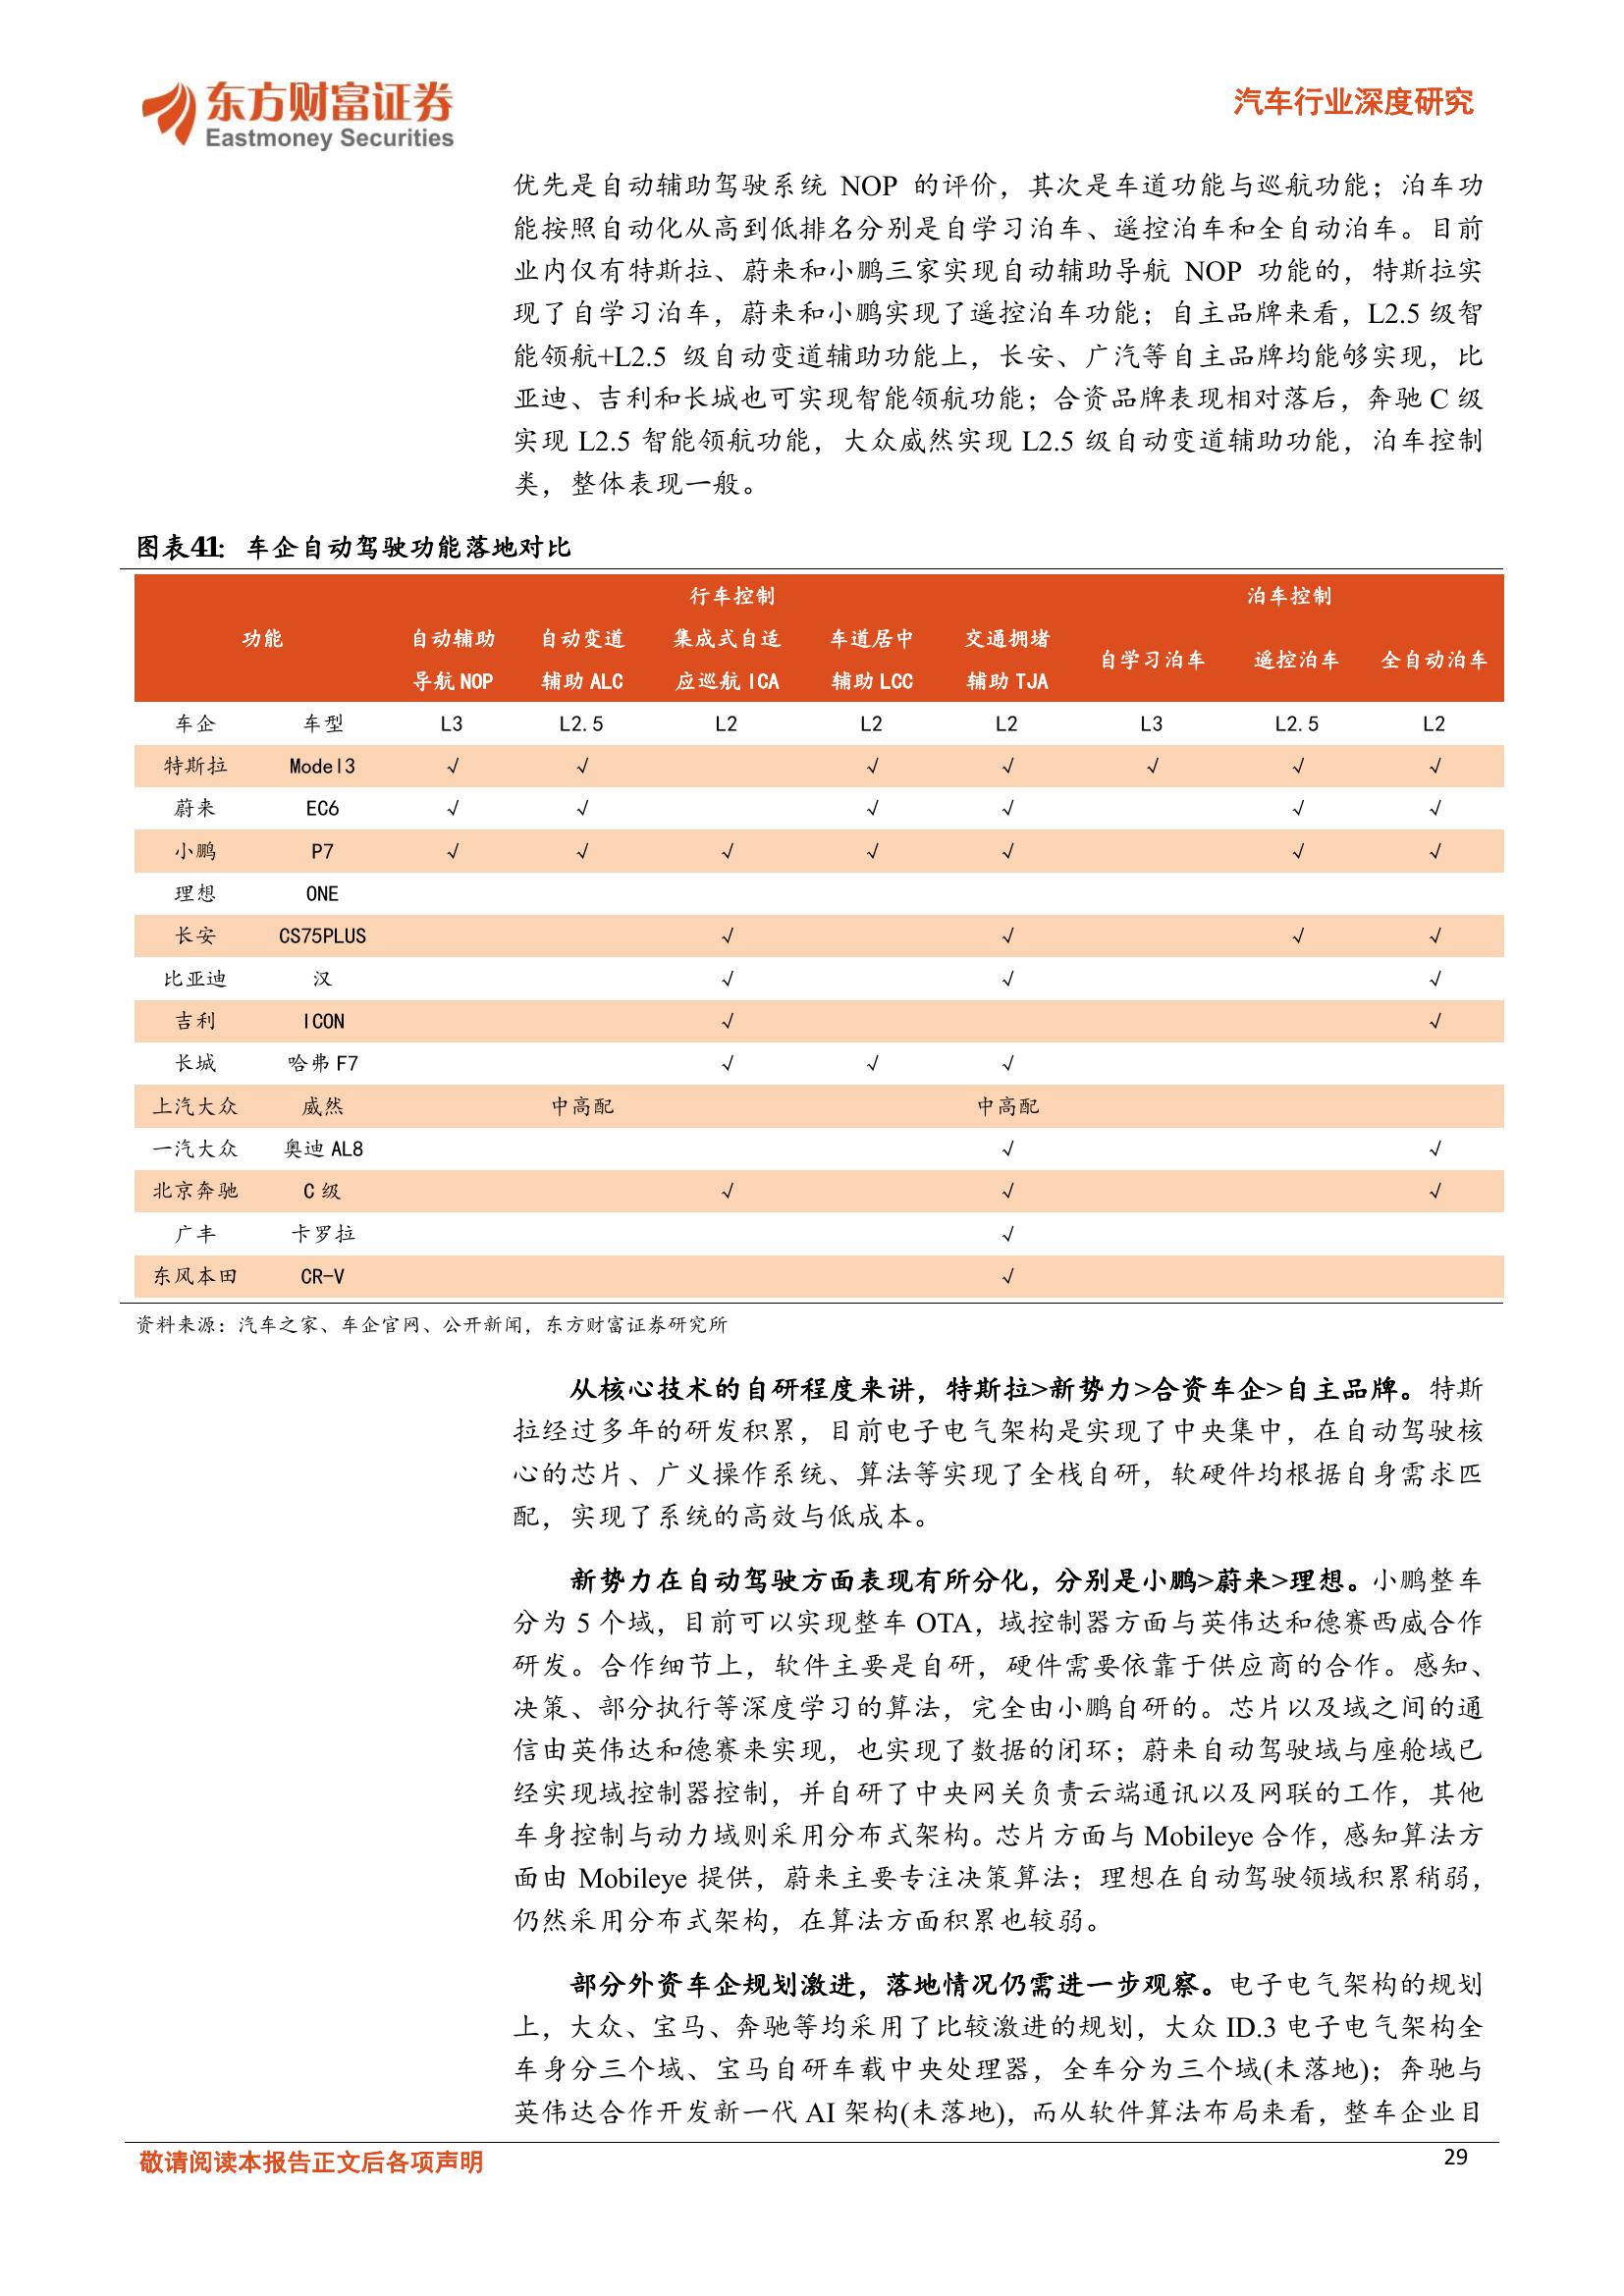 东方财富证券
Eastmoney Securities
汽车行业深度研究
优先是自动辅助驾驶系统 NOP 的评价，其次是车道功能与巡航功能；泊车功
能按照自动化从高到低排名分别是自学习泊车、遥控泊车和全自动泊车。目前
业内仅有特斯拉、蔚来和小鹏三家实现自动辅助导航 NOP 功能的，特斯拉实
现了自学习泊车，蔚来和小鹏实现了遥控泊车功能；自主品牌来看，L2.5 级智
能领航+L2.5 级自动变道辅助功能上，长安、广汽等自主品牌均能够实现，比
亚迪、吉利和长城也可实现智能领航功能；合资品牌表现相对落后，奔驰 C 级
实现 L2.5 智能领航功能，大众威然实现 L2.5 级自动变道辅助功能，泊车控制
类，整体表现一般。
图表41：车企自动驾驶功能落地对比
行车控制 泊车控制
功能 自动辅助 自动变道 集成式自适 车道居中 交通拥堵 自学习泊车 遥控泊车 全自动泊车
导航 NOP 辅助 ALC 应巡航 ICA 辅助 LCC 辅助 TJA
车企 车型 L3 L2.5 L2 L2 L2 L3 L2.5 L2
特斯拉 Model3 √ √ √ √ √ √ √
蔚来 EC6 √ √ √ √ √ √
小鹏 P7 √ √ √ √ √ √ √
理想 ONE
长安 CS75PLUS √ √ √ √
比亚迪 汉 √ √ √
吉利 ICON √ √
长城 哈弗 F7 √ √ √
上汽大众 威然 中高配 中高配
一汽大众 奥迪 AL8 √ √
北京奔驰 C 级 √ √ √
广丰 卡罗拉 √
东风本田 CR-V √
资料来源：汽车之家、车企官网、公开新闻，东方财富证券研究所
从核心技术的自研程度来讲，特斯拉>新势力>合资车企>自主品牌。特斯
拉经过多年的研发积累，目前电子电气架构是实现了中央集中，在自动驾驶核
心的芯片、广义操作系统、算法等实现了全栈自研，软硬件均根据自身需求匹
配，实现了系统的高效与低成本。
新势力在自动驾驶方面表现有所分化，分别是小鹏>蔚来>理想。小鹏整车
分为 5 个域，目前可以实现整车 OTA，域控制器方面与英伟达和德赛西威合作
研发。合作细节上，软件主要是自研，硬件需要依靠于供应商的合作。感知、
决策、部分执行等深度学习的算法，完全由小鹏自研的。芯片以及域之间的通
信由英伟达和德赛来实现，也实现了数据的闭环；蔚来自动驾驶域与座舱域已
经实现域控制器控制，并自研了中央网关负责云端通讯以及网联的工作，其他
车身控制与动力域则采用分布式架构。芯片方面与 Mobileye 合作，感知算法方
面由 Mobileye 提供，蔚来主要专注决策算法；理想在自动驾驶领域积累稍弱，
仍然采用分布式架构，在算法方面积累也较弱。
部分外资车企规划激进，落地情况仍需进一步观察。电子电气架构的规划
上，大众、宝马、奔驰等均采用了比较激进的规划，大众 ID.3 电子电气架构全
车身分三个域、宝马自研车载中央处理器，全车分为三个域(未落地)；奔驰与
英伟达合作开发新一代 AI 架构(未落地)，而从软件算法布局来看，整车企业目
敬请阅读本报告正文后各项声明
29